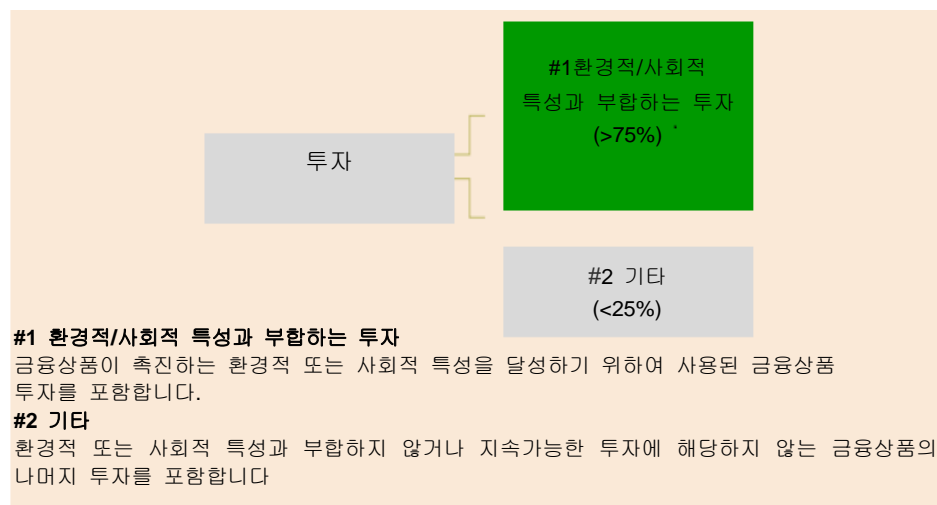 #1환경적/사회적
특성과 부합하는 투자
(>75%) *
투자
#2 기타
(<25%)
#1 환경적/사회적 특성과 부합하는 투자
금융상품이 촉진하는 환경적 또는 사회적 특성을 달성하기 위하여 사용된 금융상품
투자를 포함합니다.
#2 기타
환경적 또는 사회적 특성과 부합하지 않거나 지속가능한 투자에 해당하지 않는 금융상품의
나머지 투자를 포함합니다